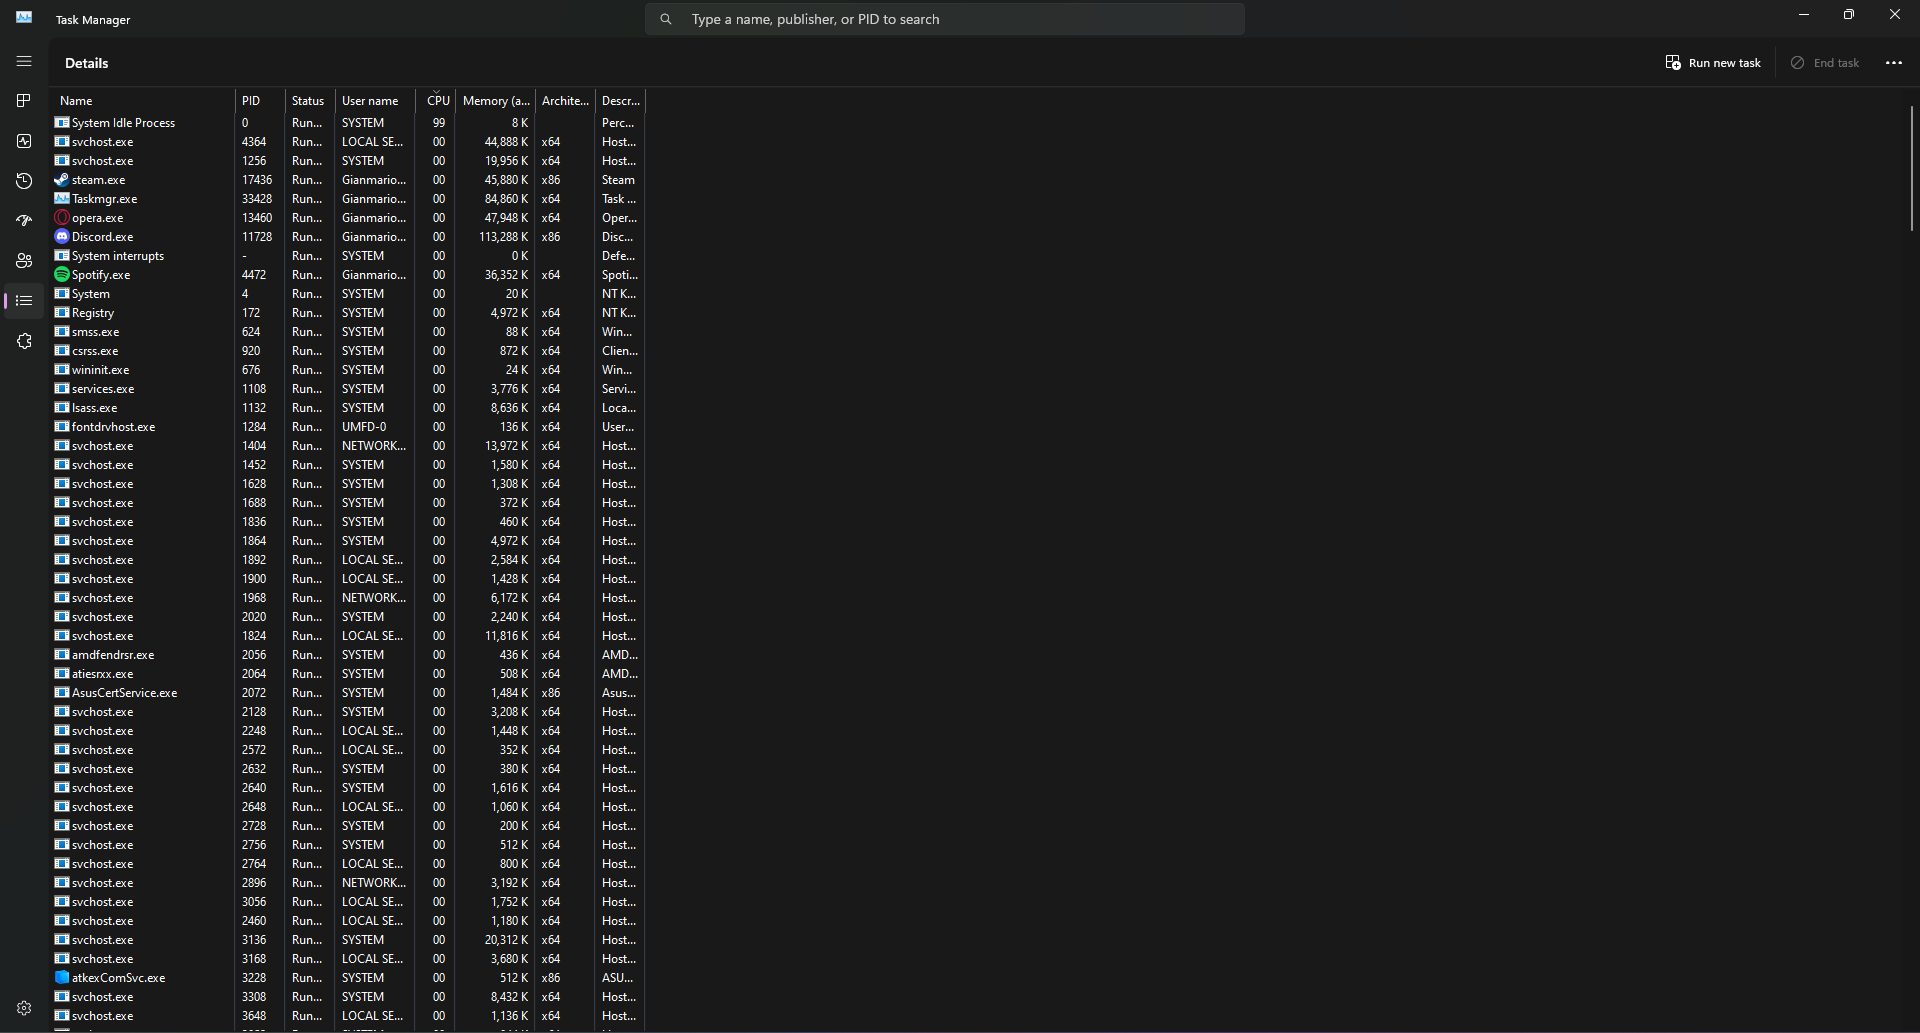 Task Manager
Type a name, publisher, or PID to search
Details
Run new task
End task
Name PID Status User name CPU Memory (a... Archite... Descr...
System Idle Process 0 Run... SYSTEM 99 8 K Perc...
svchost.exe 4364 Run... LOCAL SE... 00 44,888 K x64 Host...
svchost.exe 1256 Run... SYSTEM 00 19,956 K x64 Host...
steam.exe 17436 Run... Gianmario... 00 45,880 K x86 Steam
Taskmgr.exe 33428 Run... Gianmario... 00 84,860 K x64 Task ...
opera.exe 13460 Run... Gianmario... 00 47,948 K x64 Oper...
Discord.exe 11728 Run... Gianmario... 00 113,288 K x86 Disc...
System interrupts - Run... SYSTEM 00 0 K Defe...
Spotify.exe 4472 Run... Gianmario... 00 36,352 K x64 Spoti...
System 4 Run... SYSTEM 00 20 K NT K...
Registry 172 Run... SYSTEM 00 4,972 K x64 NT K...
smss.exe 624 Run... SYSTEM 00 88 K x64 Win...
csrss.exe 920 Run... SYSTEM 00 872 K x64 Clien...
wininit.exe 676 Run... SYSTEM 00 24 K x64 Win...
services.exe 1108 Run... SYSTEM 00 3,776 K x64 Servi...
lsass.exe 1132 Run... SYSTEM 00 8,636 K x64 Loca...
fontdrvhost.exe 1284 Run... UMFD-0 00 136 K x64 User...
svchost.exe 1404 Run... NETWORK... 00 13,972 K x64 Host...
svchost.exe 1452 Run... SYSTEM 00 1,580 K x64 Host...
svchost.exe 1628 Run... SYSTEM 00 1,308 K x64 Host...
svchost.exe 1688 Run... SYSTEM 00 372 K x64 Host...
svchost.exe 1836 Run... SYSTEM 00 460 K x64 Host...
svchost.exe 1864 Run... SYSTEM 00 4,972 K x64 Host...
svchost.exe 1892 Run... LOCAL SE... 00 2,584 K x64 Host...
svchost.exe 1900 Run... LOCAL SE... 00 1,428 K x64 Host...
svchost.exe 1968 Run... NETWORK... 00 6,172 K x64 Host...
svchost.exe 2020 Run... SYSTEM 00 2,240 K x64 Host...
svchost.exe 1824 Run... LOCAL SE... 00 11,816 K x64 Host...
amdfendrsr.exe 2056 Run... SYSTEM 00 436 K x64 AMD...
atiesrxx.exe 2064 Run... SYSTEM 00 508 K x64 AMD...
AsusCertService.exe 2072 Run... SYSTEM 00 1,484 K x86 Asus...
svchost.exe 2128 Run... SYSTEM 00 3,208 K x64 Host...
svchost.exe 2248 Run... LOCAL SE... 00 1,448 K x64 Host...
svchost.exe 2572 Run... LOCAL SE... 00 352 K x64 Host...
svchost.exe 2632 Run... SYSTEM 00 380 K x64 Host...
svchost.exe 2640 Run... SYSTEM 00 1,616 K x64 Host...
svchost.exe 2648 Run... LOCAL SE... 00 1,060 K x64 Host...
svchost.exe 2728 Run... SYSTEM 00 200 K x64 Host...
svchost.exe 2756 Run... SYSTEM 00 512 K x64 Host...
svchost.exe 2764 Run... LOCAL SE... 00 800 K x64 Host...
svchost.exe 2896 Run... NETWORK... 00 3,192 K x64 Host...
svchost.exe 3056 Run... LOCAL SE... 00 1,752 K x64 Host...
svchost.exe 2460 Run... LOCAL SE... 00 1,180 K x64 Host...
svchost.exe 3136 Run... SYSTEM 00 20,312 K x64 Host...
svchost.exe 3168 Run... LOCAL SE... 00 3,680 K x64 Host...
atkexComSvc.exe 3228 Run... SYSTEM 00 512 K x86 ASU...
svchost.exe 3308 Run... SYSTEM 00 8,432 K x64 Host...
svchost.exe 3648 Run... LOCAL SE... 00 1,136 K x64 Host...